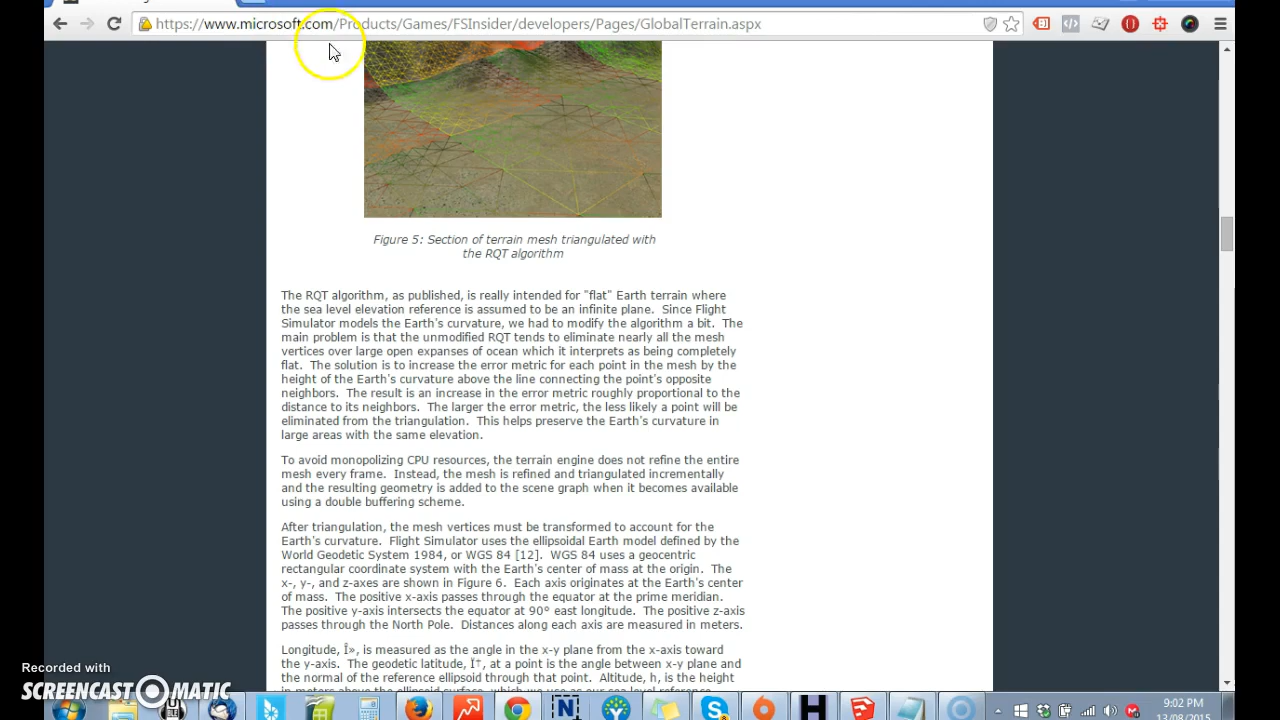 https://www.microsoft.com/Products/Games/FSInsider/developers/Pages/GlobalTerrain.aspx
Figure 5: Section of terrain mesh triangulated with
the RQT algorithm
The RQT algorithm, as published, is really intended for "flat" Earth terrain where
the sea level elevation reference is assumed to be an infinite plane.  Since Flight
Simulator models the Earth's curvature, we had to modify the algorithm a bit.  The
main problem is that the unmodified RQT tends to eliminate nearly all the mesh
vertices over large open expanses of ocean which it interprets as being completely
flat.  The solution is to increase the error metric for each point in the mesh by the
height of the Earth's curvature above the line connecting the point's opposite
neighbors.  The result is an increase in the error metric roughly proportional to the
distance to its neighbors.  The larger the error metric, the less likely a point will be
eliminated from the triangulation.  This helps preserve the Earth's curvature in
large areas with the same elevation.
To avoid monopolizing CPU resources, the terrain engine does not refine the entire
mesh every frame.  Instead, the mesh is refined and triangulated incrementally
and the resulting geometry is added to the scene graph when it becomes available
using a double buffering scheme.
After triangulation, the mesh vertices must be transformed to account for the
Earth's curvature.  Flight Simulator uses the ellipsoidal Earth model defined by the
World Geodetic System 1984, or WGS 84 [12].  WGS 84 uses a geocentric
rectangular coordinate system with the Earth's center of mass at the origin.  The
x-, y-, and z-axes are shown in Figure 6.  Each axis originates at the Earth's center
of mass.  The positive x-axis passes through the equator at the prime meridian.
The positive y-axis intersects the equator at 90° east longitude.  The positive z-axis
passes through the North Pole.  Distances along each axis are measured in meters.
Longitude, Î», is measured as the angle in the x-y plane from the x-axis toward
the y-axis.  The geodetic latitude, Ï†, at a point is the angle between x-y plane and
the normal of the reference ellipsoid through that point.  Altitude, h, is the height
in meters above the ellipsoid surface, which we use as our sea level reference
Recorded with
SCREENCAST-O-MATIC
9:02 PM
13/08/2015